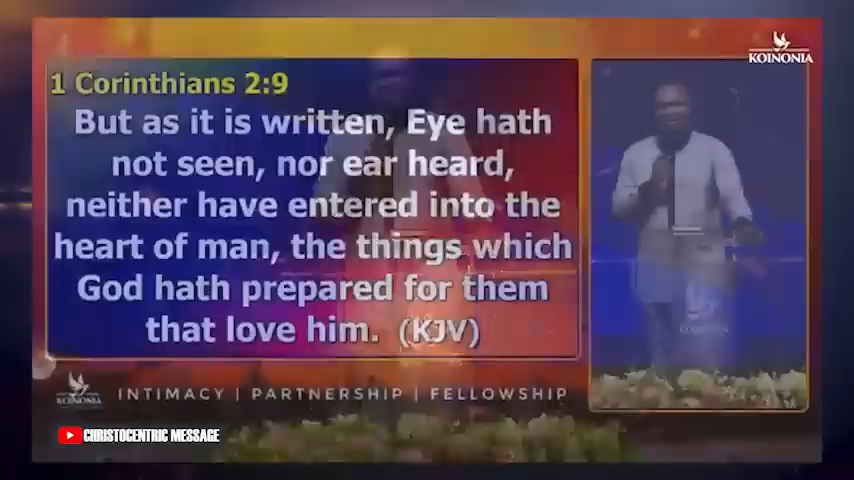 KOINONIA
1 Corinthians 2:9
But as it is written, Eye hath
not seen, nor ear heard,
neither have entered into the
heart of man, the things which
God hath prepared for them
that love him. (KJV)
KOINONIA
KOINONIA
INTIMACY | PARTNERSHIP | FELLOWSHIP
CHRISTOCENTRIC MESSAGE